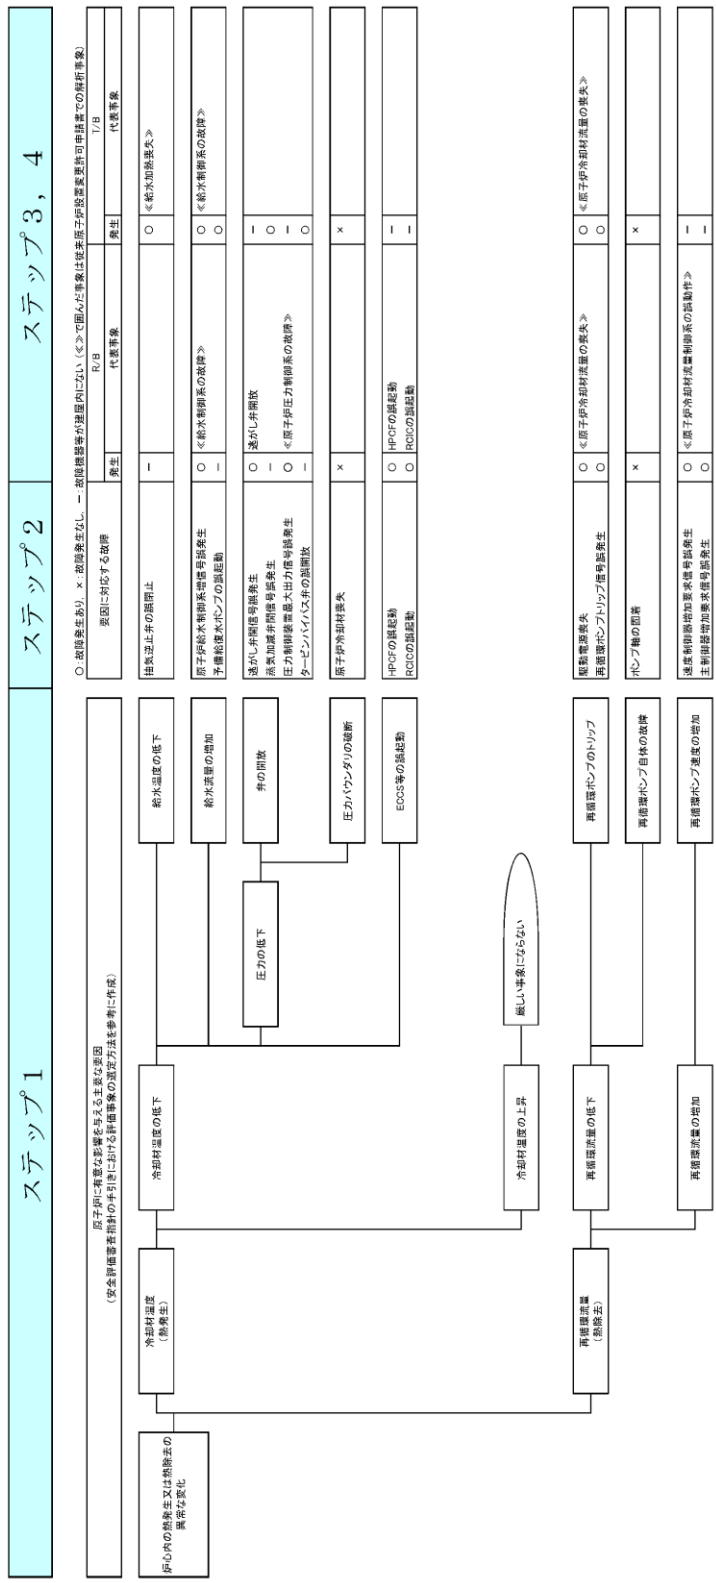 ステップ1
ステップ2
ステップ3, 4
○:故障発生あり, ×:故障発生なし, －:故障機器等が建屋内にない(≪≫で囲んだ事象は従来原子炉設置変更許可申請書での解析事象)
原子炉に有意な影響を与える主要な要因
(安全評価審査指針の手引きにおける評価事象の選定方法を参考に作成)
要因に対応する故障
R/B
T/B
発生
代表事象
発生
代表事象
炉心内の熱発生又は熱除去の
異常な変化
冷却材温度
(熱発生)
冷却材温度の低下
給水温度の低下
抽気逆止弁の誤閉止
－
○
≪給水加熱喪失≫
給水流量の増加
原子炉給水制御系増信号誤発生
○
≪給水制御系の故障≫
○
≪給水制御系の故障≫
予備給復水ポンプの誤起動
－
○
圧力の低下
弁の開放
逃がし弁開信号誤発生
○
逃がし弁開放
－
蒸気加減弁開信号誤発生
－
○
圧力制御装置最大出力信号誤発生
○
≪原子炉圧力制御系の故障≫
－
タービンバイパス弁の誤開放
－
○
圧力バウンダリの破断
原子炉冷却材喪失
×
×
ECCS等の誤起動
HPCFの誤起動
○
HPCFの誤起動
－
RCICの誤起動
○
RCICの誤起動
－
冷却材温度の上昇
厳しい事象にならない
再循環流量
(熱除去)
再循環流量の低下
再循環ポンプのトリップ
駆動電源喪失
○
≪原子炉冷却材流量の喪失≫
○
≪原子炉冷却材流量の喪失≫
再循環ポンプトリップ信号誤発生
○
○
再循環ポンプ自体の故障
ポンプ軸の固着
×
×
再循環流量の増加
再循環ポンプ速度の増加
速度制御器増加要求信号誤発生
○
≪原子炉冷却材流量制御系の誤動作≫
－
主制御器増加要求信号誤発生
○
－